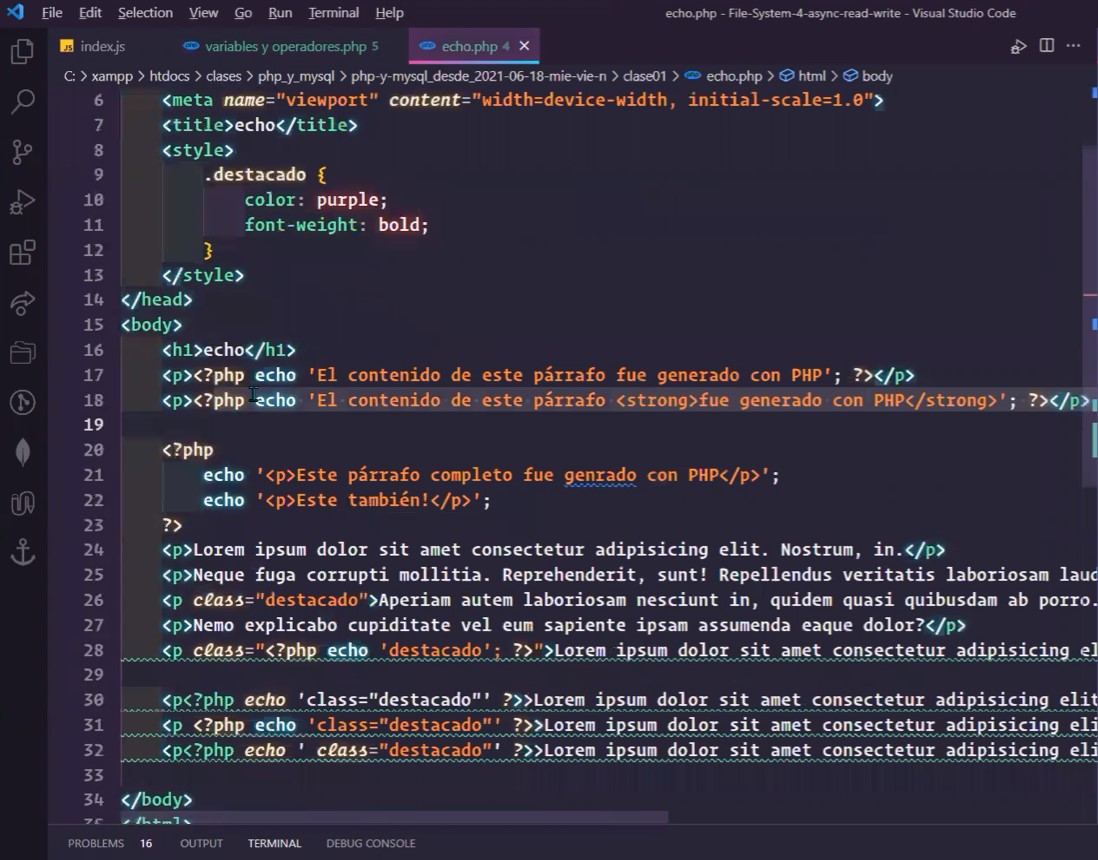 File Edit Selection View Go Run Terminal Help echo.php - File-System-4-async-read-write - Visual Studio Code
JS index.js variables y operadores.php 5 echo.php 4 ×
C: > xampp > htdocs > clases > php_y_mysql > php-y-mysql_desde_2021-06-18-mie-vie-n > clase01 > echo.php > html > body
6 <meta name="viewport" content="width=device-width, initial-scale=1.0">
7 <title>echo</title>
8 <style>
9 .destacado {
10 color: purple;
11 font-weight: bold;
12 }
13 </style>
14 </head>
15 <body>
16 <h1>echo</h1>
17 <p><?php echo 'El contenido de este párrafo fue generado con PHP'; ?></p>
18 <p><?php echo 'El contenido de este párrafo <strong>fue generado con PHP</strong>'; ?></p>
19
20 <?php
21 echo '<p>Este párrafo completo fue genrado con PHP</p>';
22 echo '<p>Este también!</p>';
23 ?>
24 <p>Lorem ipsum dolor sit amet consectetur adipisicing elit. Nostrum, in.</p>
25 <p>Neque fuga corrupti mollitia. Reprehenderit, sunt! Repellendus veritatis laboriosam laud
26 <p class="destacado">Aperiam autem laboriosam nesciunt in, quidem quasi quibusdam ab porro.
27 <p>Nemo explicabo cupiditate vel eum sapiente ipsam assumenda eaque dolor?</p>
28 <p class="<?php echo 'destacado'; ?>">Lorem ipsum dolor sit amet consectetur adipisicing el
29
30 <p<?php echo 'class="destacado"' ?>>Lorem ipsum dolor sit amet consectetur adipisicing elit
31 <p <?php echo 'class="destacado"' ?>>Lorem ipsum dolor sit amet consectetur adipisicing eli
32 <p<?php echo ' class="destacado"' ?>>Lorem ipsum dolor sit amet consectetur adipisicing eli
33
34 </body>
35 </html>
PROBLEMS 16 OUTPUT TERMINAL DEBUG CONSOLE